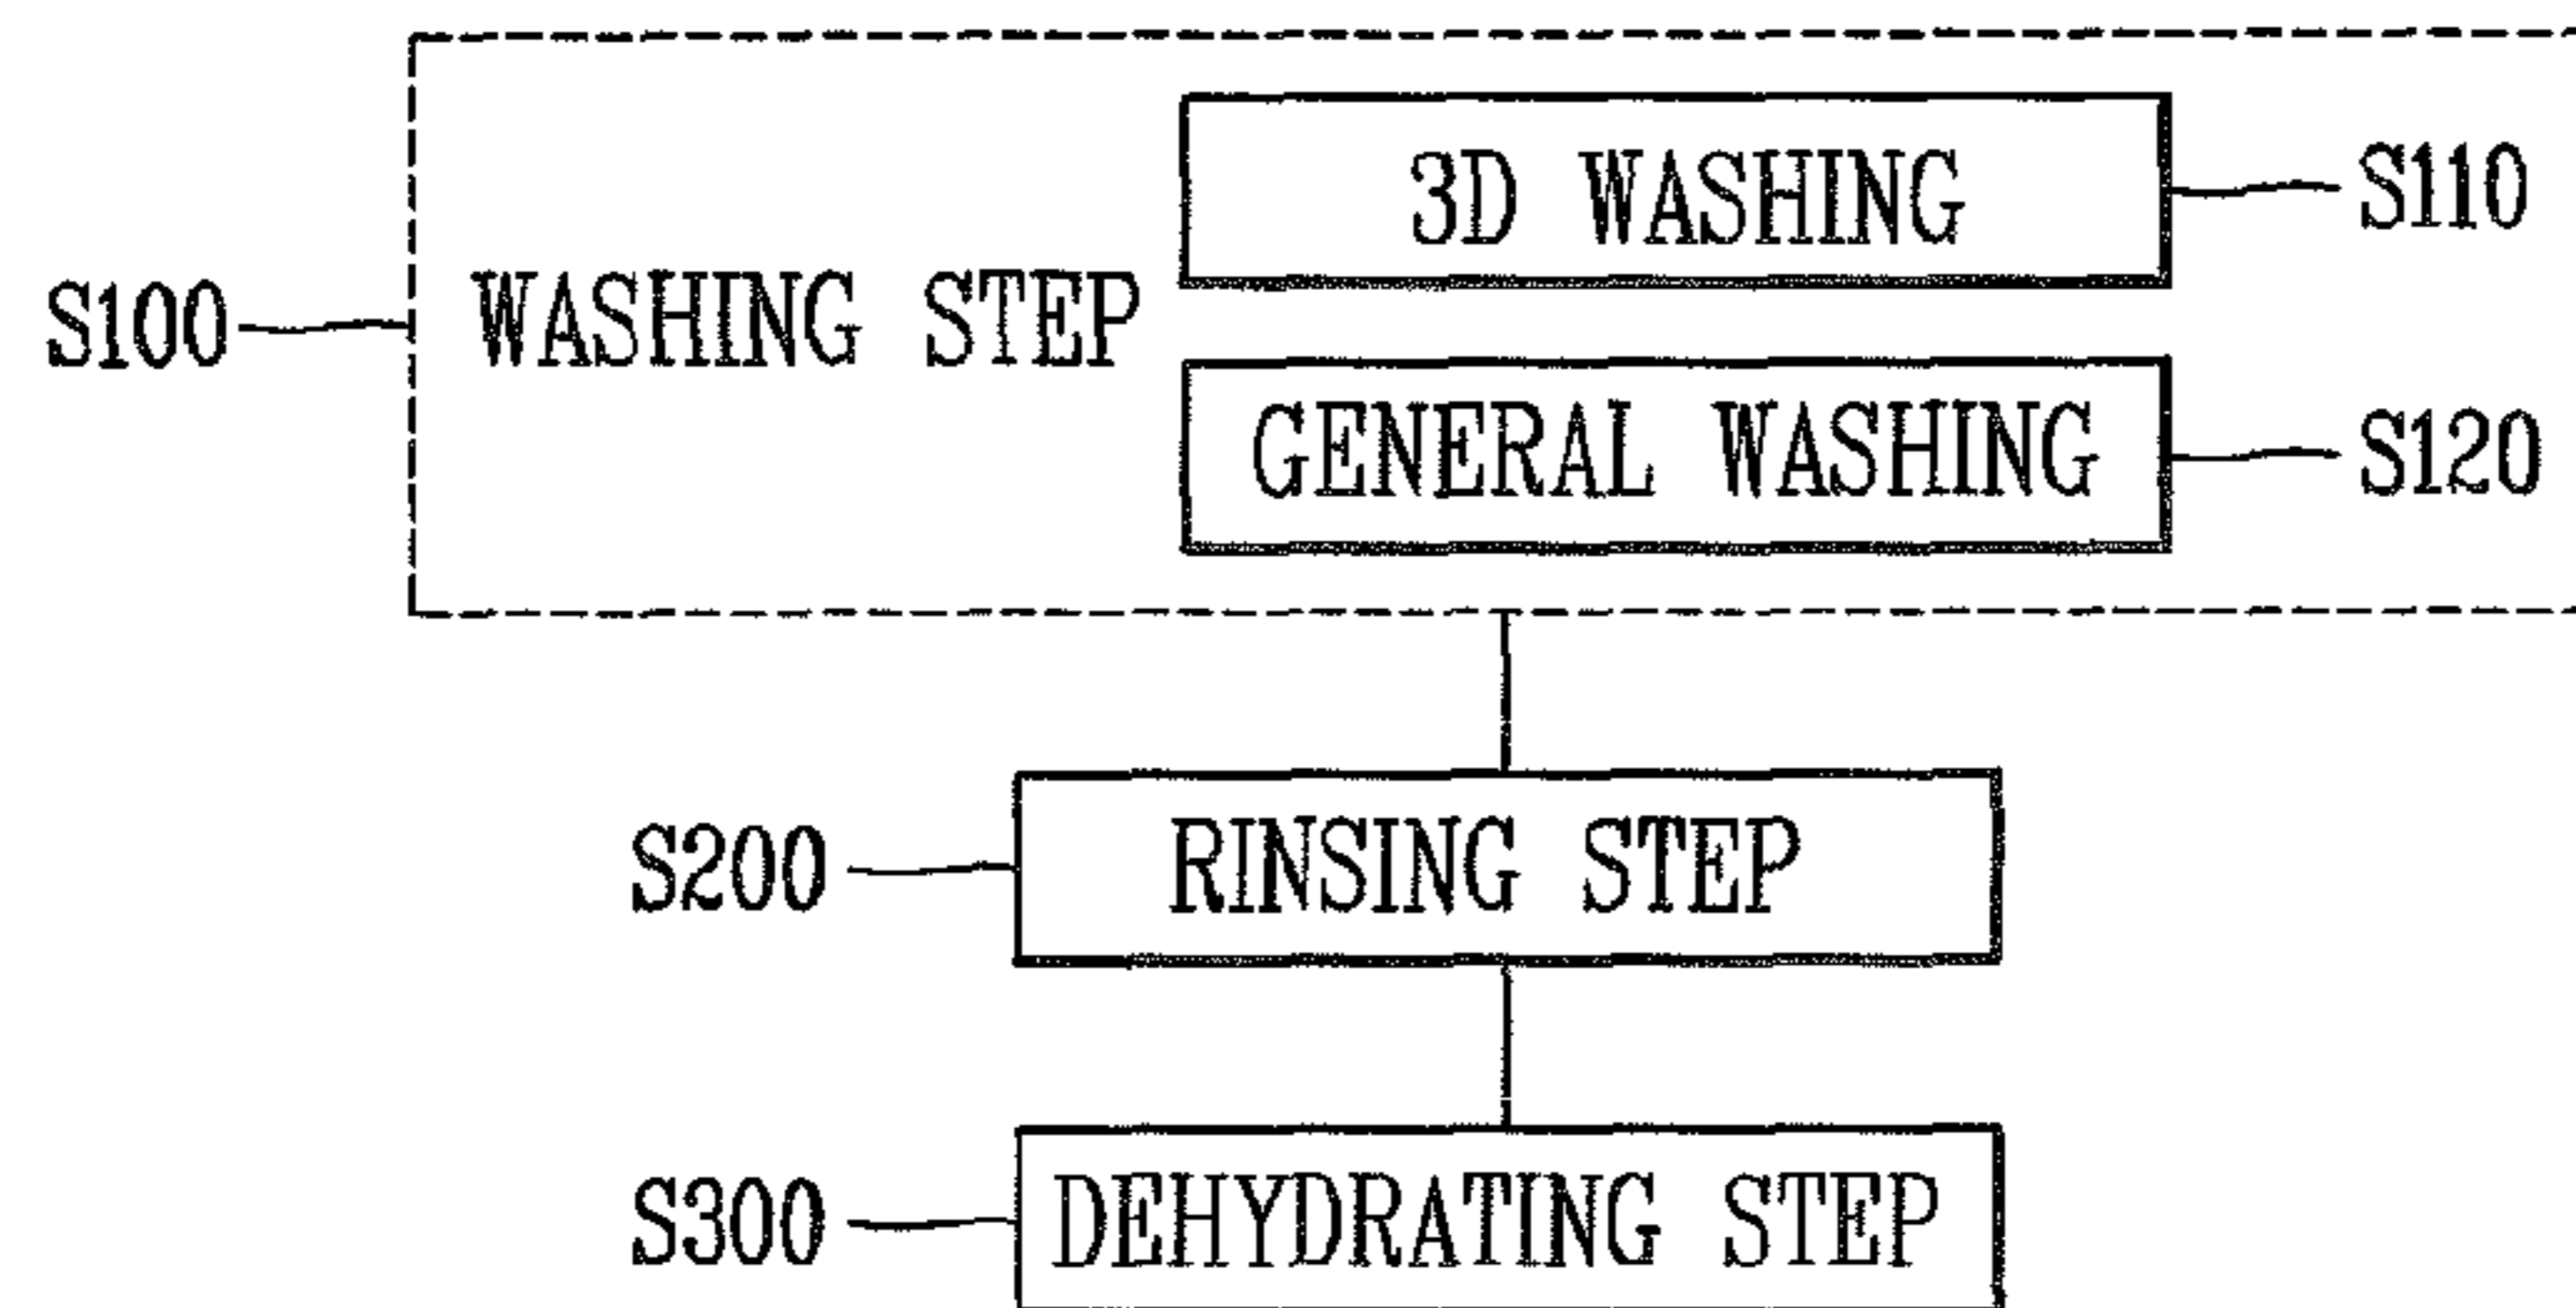 3D WASHING S110
S100 WASHING STEP
GENERAL WASHING S120
S200 RINSING STEP
S300 DEHYDRATING STEP